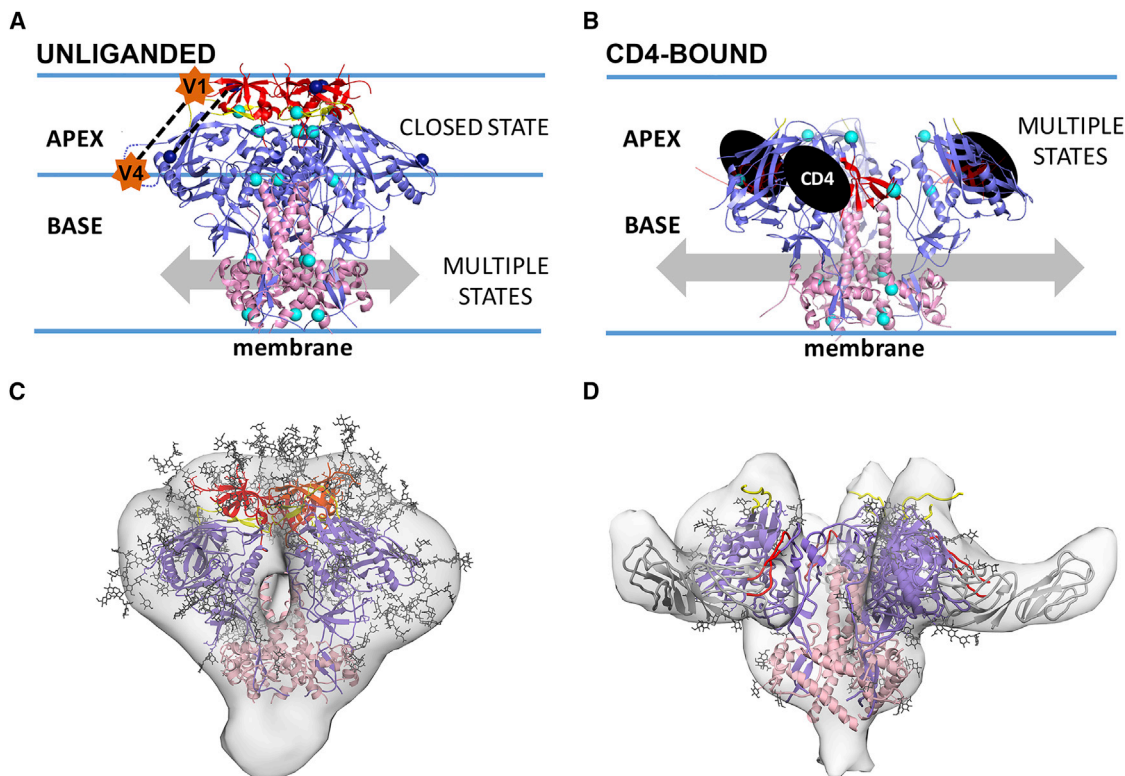 A
UNLIGANDED
V1
APEX
CLOSED STATE
V4
BASE
MULTIPLE
STATES
membrane
B
CD4-BOUND
APEX
MULTIPLE
STATES
CD4
BASE
membrane
C
D